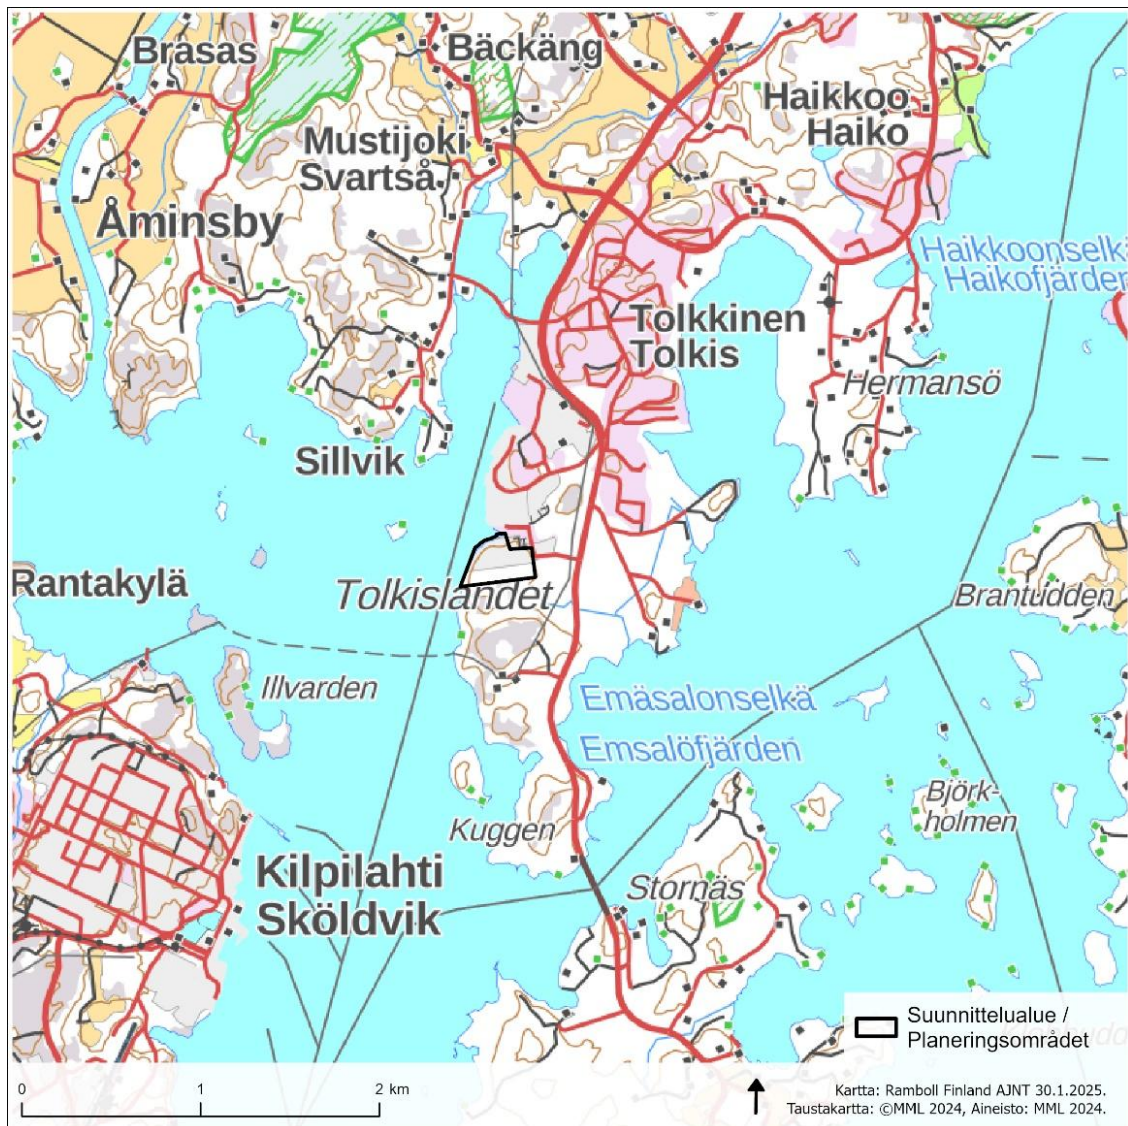 Bräsas
Bäckäng
Haikkoo
Haiko
Mustijoki
Svartså
Åminsby
Haikkoonselkä
Haikofjärden
Tolkkinen
Tolkis
Hermansö
Sillvik
Rantakylä
Tolkislandet
Brantudden
Illvarden
Emäsalonselkä
Emsalöfjärden
Björk-
holmen
Kuggen
Kilpilahti
Sköldvik
Stornäs
Suunnittelualue /
Planeringsområdet
0 1 2 km
Kartta: Ramboll Finland AJNT 30.1.2025.
Taustakartta: ©MML 2024, Aineisto: MML 2024.